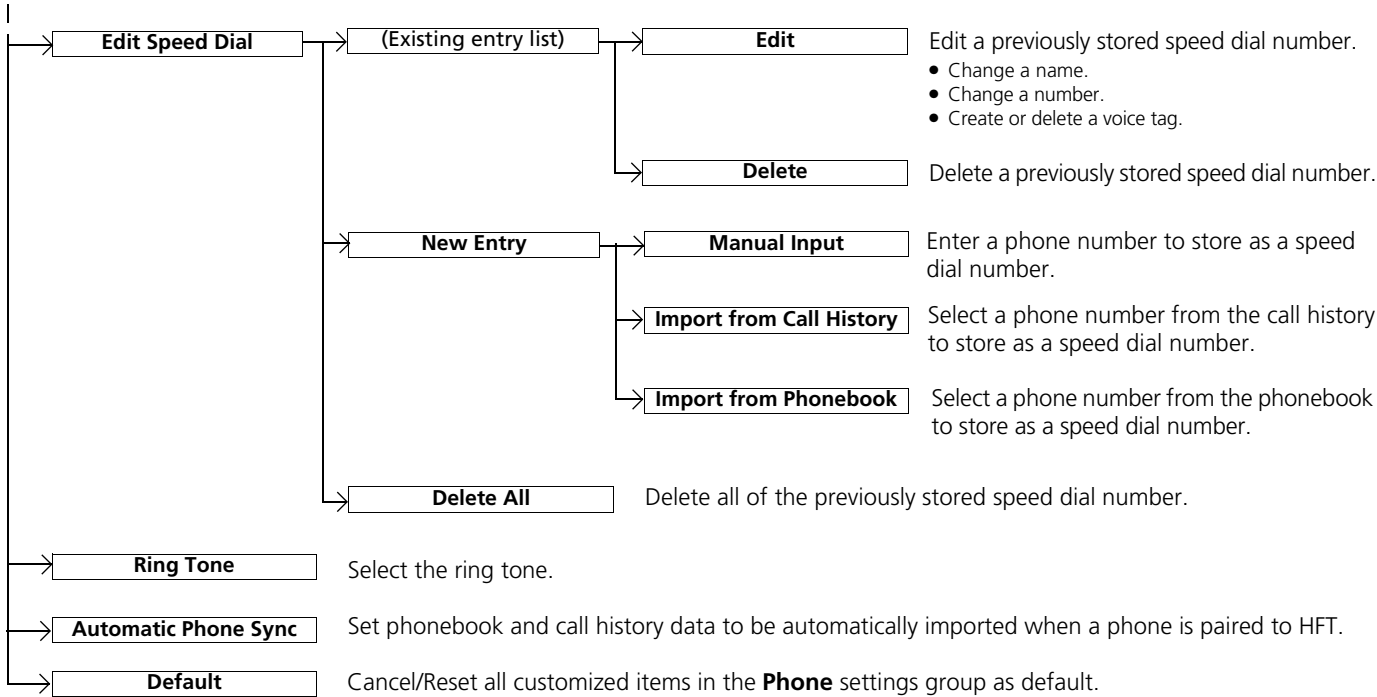 Edit Speed Dial
(Existing entry list)
Edit
Edit a previously stored speed dial number.
• Change a name.
• Change a number.
• Create or delete a voice tag.
Delete
Delete a previously stored speed dial number.
New Entry
Manual Input
Enter a phone number to store as a speed
dial number.
Import from Call History
Select a phone number from the call history
to store as a speed dial number.
Import from Phonebook
Select a phone number from the phonebook
to store as a speed dial number.
Delete All
Delete all of the previously stored speed dial number.
Ring Tone
Select the ring tone.
Automatic Phone Sync
Set phonebook and call history data to be automatically imported when a phone is paired to HFT.
Default
Cancel/Reset all customized items in the Phone settings group as default.